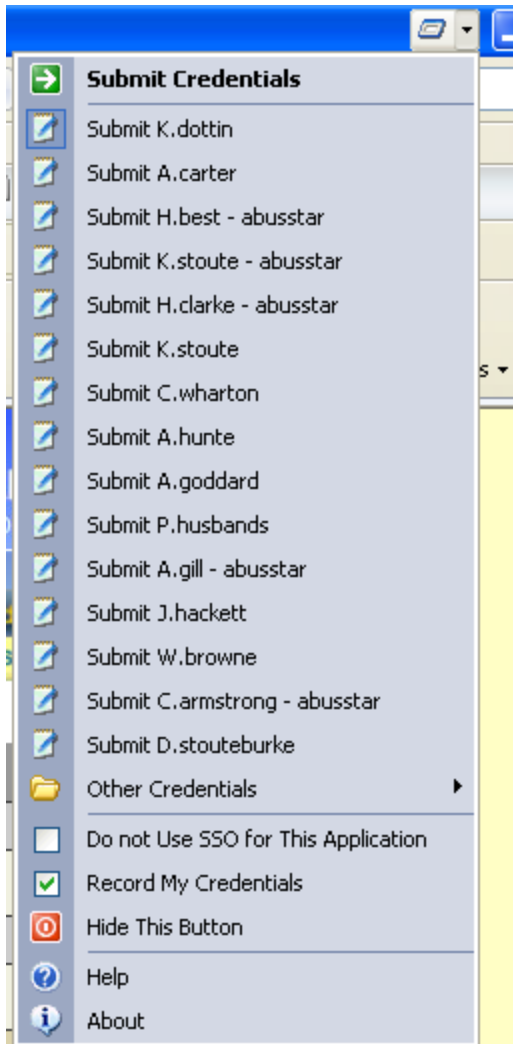 Submit Credentials
Submit K.dottin
Submit A.carter
Submit H.best - abusstar
Submit K.stoute - abusstar
Submit H.clarke - abusstar
Submit K.stoute
s
Submit C.wharton
Submit A.hunte
Submit A.goddard
Submit P.husbands
Submit A.gill - abusstar
Submit J.hackett
Submit W.browne
Submit C.armstrong - abusstar
Submit D.stouteburke
Other Credentials
Do not Use SSO for This Application
Record My Credentials
Hide This Button
Help
About